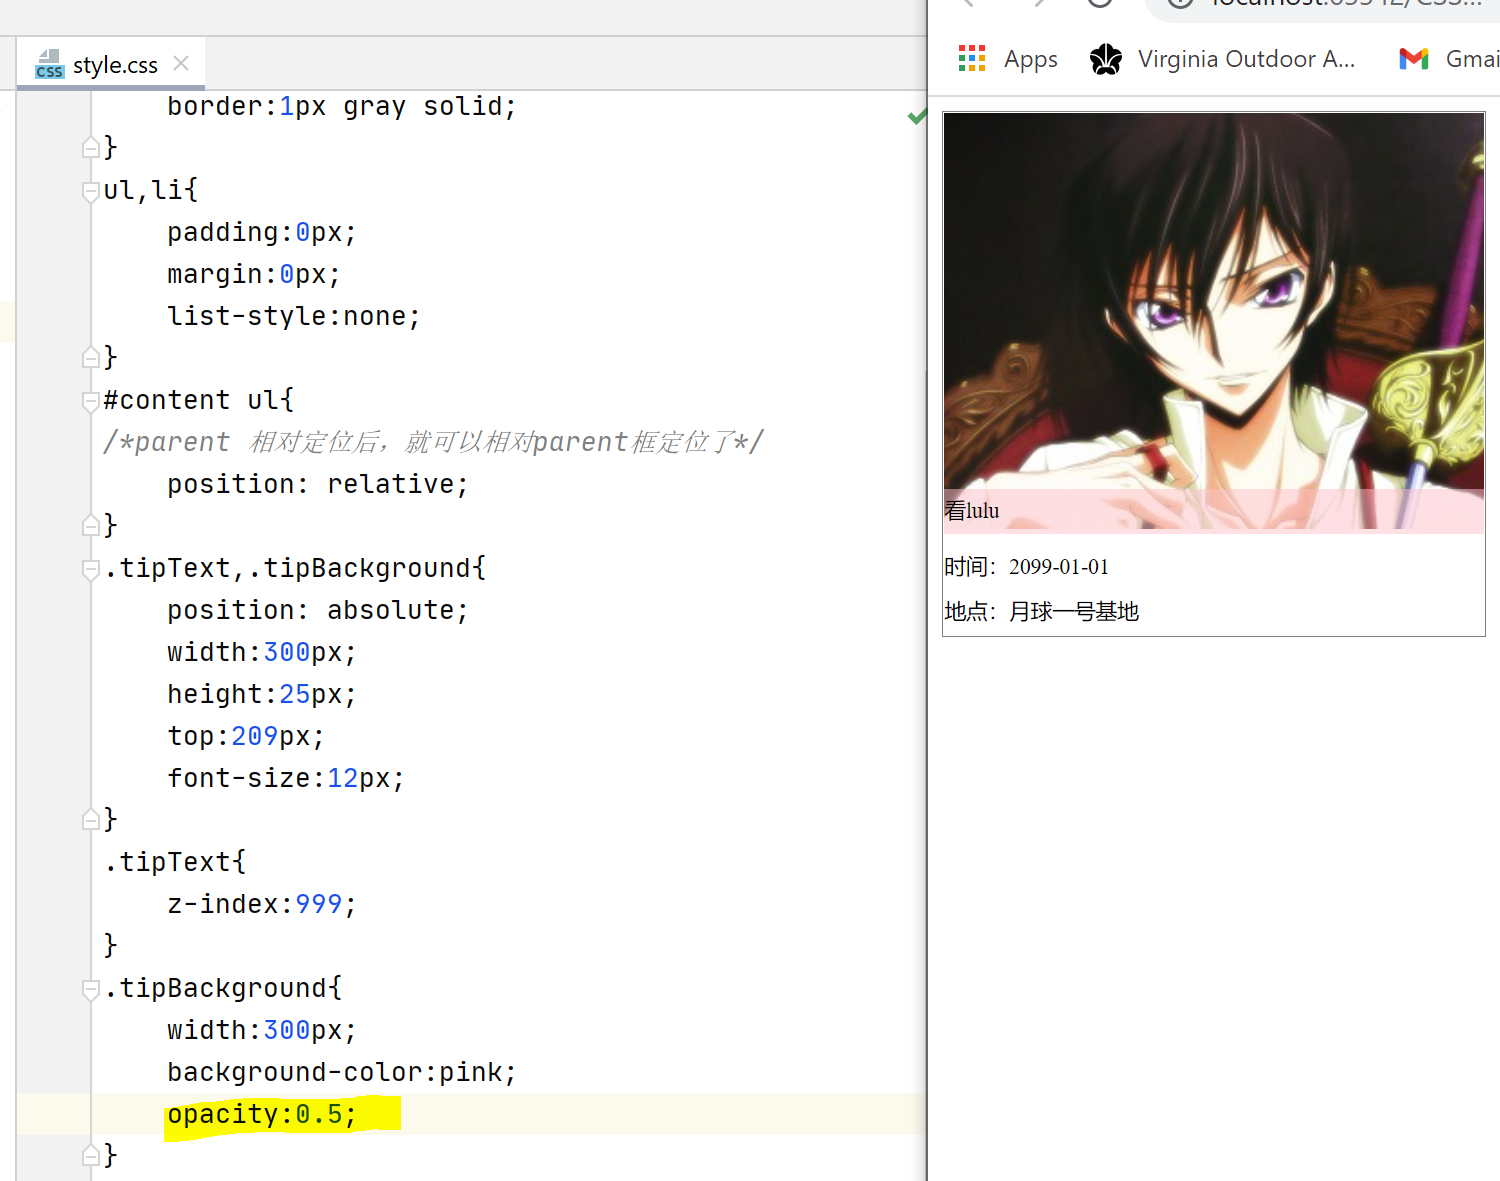 style.css
border:1px gray solid;
}
ul,li{
padding:0px;
margin:0px;
list-style:none;
}
#content ul{
/*parent 相对定位后，就可以相对parent框定位了*/
position: relative;
}
.tipText,.tipBackground{
position: absolute;
width:300px;
height:25px;
top:209px;
font-size:12px;
}
.tipText{
z-index:999;
}
.tipBackground{
width:300px;
background-color:pink;
opacity:0.5;
}
Apps Virginia Outdoor A...
看lulu
时间：2099-01-01
地点：月球一号基地